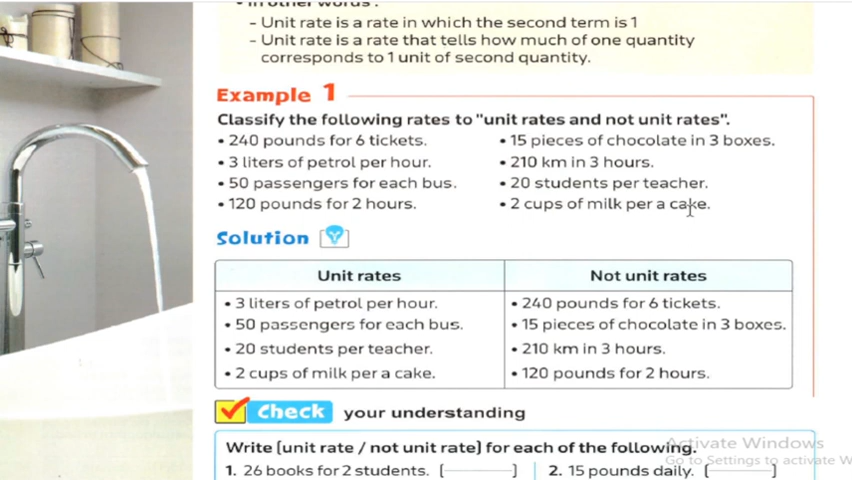 • In other words :
- Unit rate is a rate in which the second term is 1
- Unit rate is a rate that tells how much of one quantity
corresponds to 1 unit of second quantity.
Example 1
Classify the following rates to "unit rates and not unit rates".
• 240 pounds for 6 tickets.
• 15 pieces of chocolate in 3 boxes.
• 3 liters of petrol per hour.
• 210 km in 3 hours.
• 50 passengers for each bus.
• 20 students per teacher.
• 120 pounds for 2 hours.
• 2 cups of milk per a cake.
Solution
Unit rates
Not unit rates
• 3 liters of petrol per hour.
• 240 pounds for 6 tickets.
• 50 passengers for each bus.
• 15 pieces of chocolate in 3 boxes.
• 20 students per teacher.
• 210 km in 3 hours.
• 2 cups of milk per a cake.
• 120 pounds for 2 hours.
Check your understanding
Write (unit rate / not unit rate) for each of the following.
1. 26 books for 2 students. ( )
2. 15 pounds daily. ( )
Activate Windows
Go to Settings to activate W